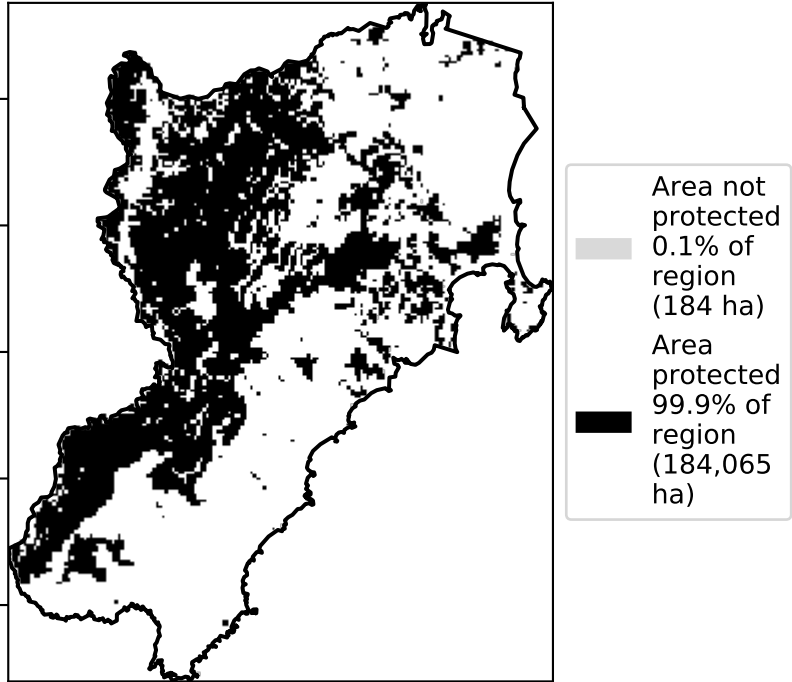 Area not
protected
0.1% of
region
(184 ha)
Area
protected
99.9% of
region
(184,065
ha)